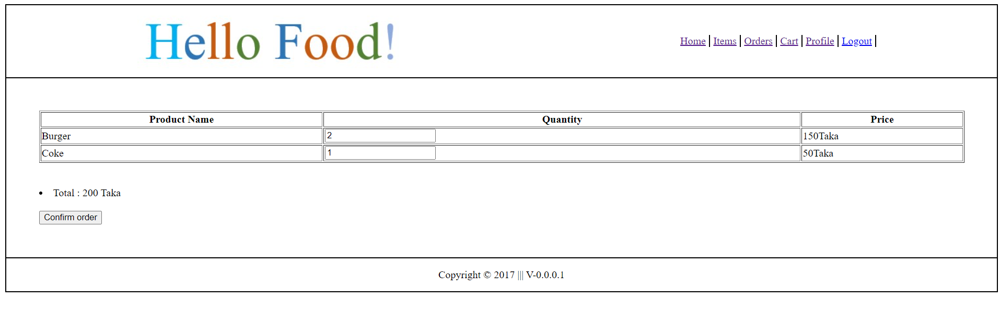 Hello Food!
Home | Items | Orders | Cart | Profile | Logout |
Product Name Quantity Price
Burger 2 150Taka
Coke 1 50Taka
• Total : 200 Taka
Confirm order
Copyright © 2017 ||| V-0.0.0.1